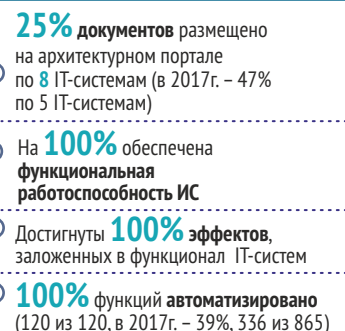 25% документов размещено
на архитектурном портале
по 8 IT-системам (в 2017г. – 47%
по 5 IT-системам)
На 100% обеспечена
функциональная
работоспособность ИС
Достигнуты 100% эффектов,
заложенных в функционал IT-систем
100% функций автоматизировано
(120 из 120, в 2017г. – 39%, 336 из 865)